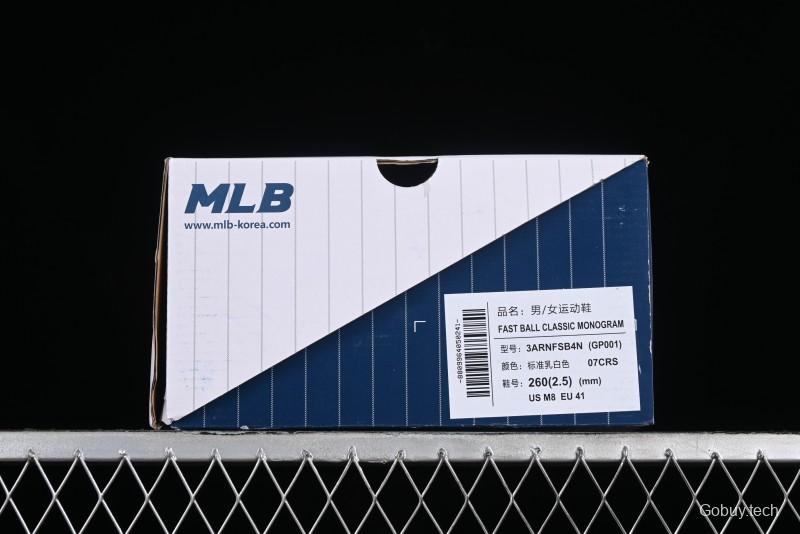 MLB
www.mlb-korea.com
品名：男/女运动鞋
FAST BALL CLASSIC MONOGRAM
型号：3ARNFSB4N (GP001)
颜色：标准乳白色 07CRS
鞋号：260(2.5) (mm)
US M8 EU 41
-8809964050241-
Gobuy.tech